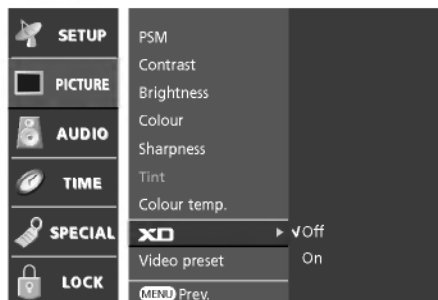 SETUP
PICTURE
AUDIO
TIME
SPECIAL
LOCK
PSM
Contrast
Brightness
Colour
Sharpness
Tint
Colour temp.
XD
Video preset
MENU Prev.
Off
On